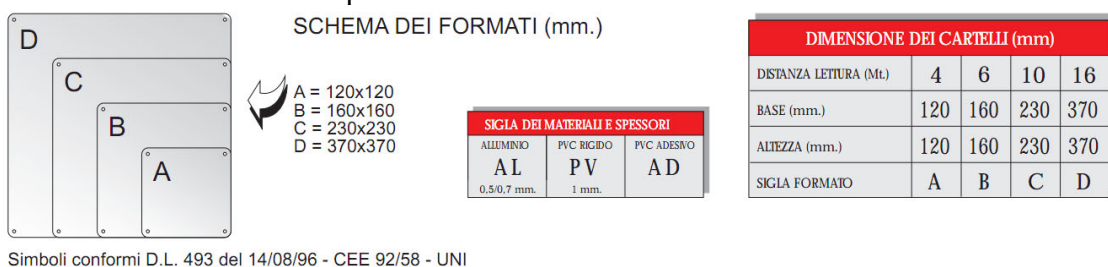 SCHEMA DEI FORMATI (mm.)
D
C
B
A
A = 120x120
B = 160x160
C = 230x230
D = 370x370
SIGLA DEI MATERIALI E SPESSORI
ALLUMINIO PVC RIGIDO PVC ADESIVO
AL PV AD
0,5/0,7 mm. 1 mm.
DIMENSIONE DEI CARTELLI (mm)
DISTANZA LETTURA (Mt.) 4 6 10 16
BASE (mm.) 120 160 230 370
ALTEZZA (mm.) 120 160 230 370
SIGLA FORMATO A B C D
Simboli conformi D.L. 493 del 14/08/96 - CEE 92/58 - UNI